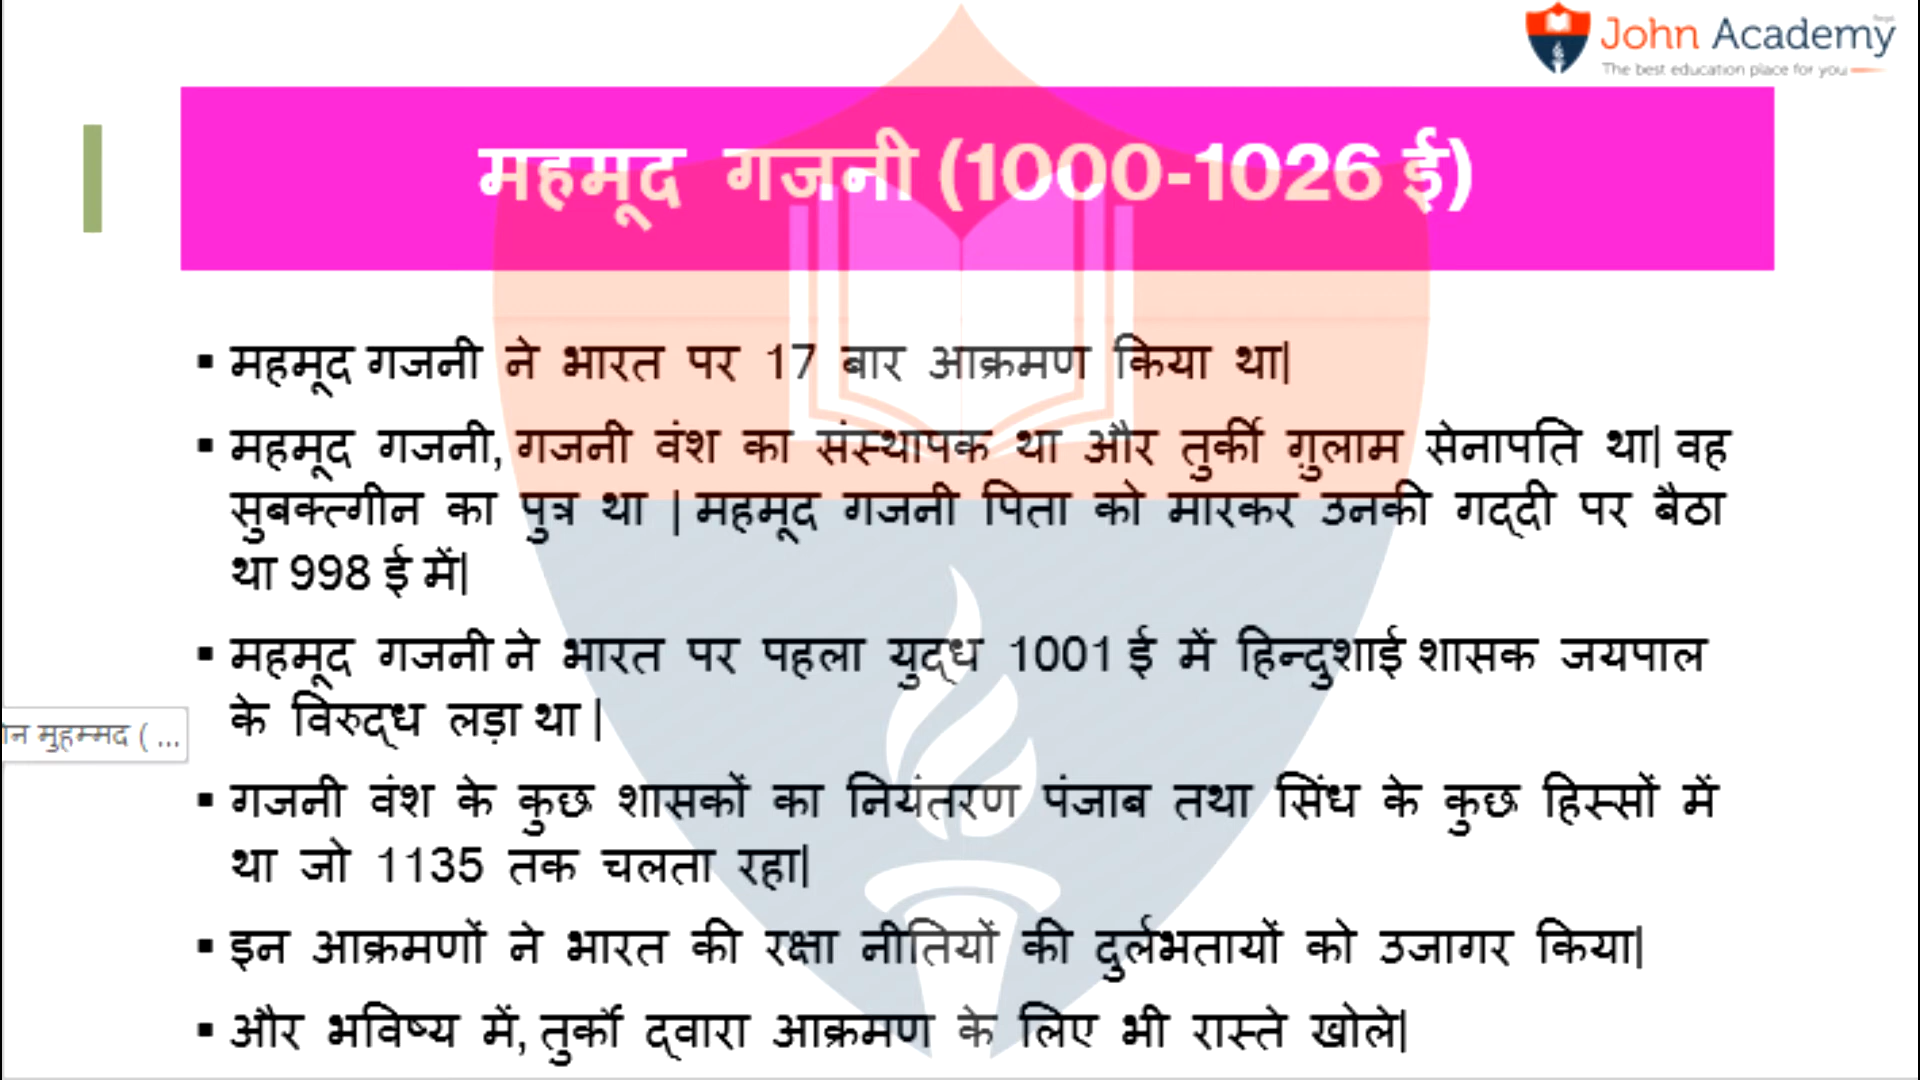 John Academy
The best education place for you
महमूद गजनी (1000-1026 ई)
▪ महमूद गजनी ने भारत पर 17 बार आक्रमण किया था|
▪ महमूद गजनी, गजनी वंश का संस्थापक था और तुर्की गुलाम सेनापति था| वह
सुबक्तगीन का पुत्र था | महमूद गजनी पिता को मारकर उनकी गद्दी पर बैठा
था 998 ई में|
▪ महमूद गजनी ने भारत पर पहला युद्ध 1001 ई में हिन्दुशाई शासक जयपाल
के विरुद्ध लड़ा था |
ोन मुहम्मद ( ...
▪ गजनी वंश के कुछ शासकों का नियंतरण पंजाब तथा सिंध के कुछ हिस्सों में
था जो 1135 तक चलता रहा|
▪ इन आक्रमणों ने भारत की रक्षा नीतियों की दुर्लभतायों को उजागर किया|
▪ और भविष्य में, तुर्को द्वारा आक्रमण के लिए भी रास्ते खोले|